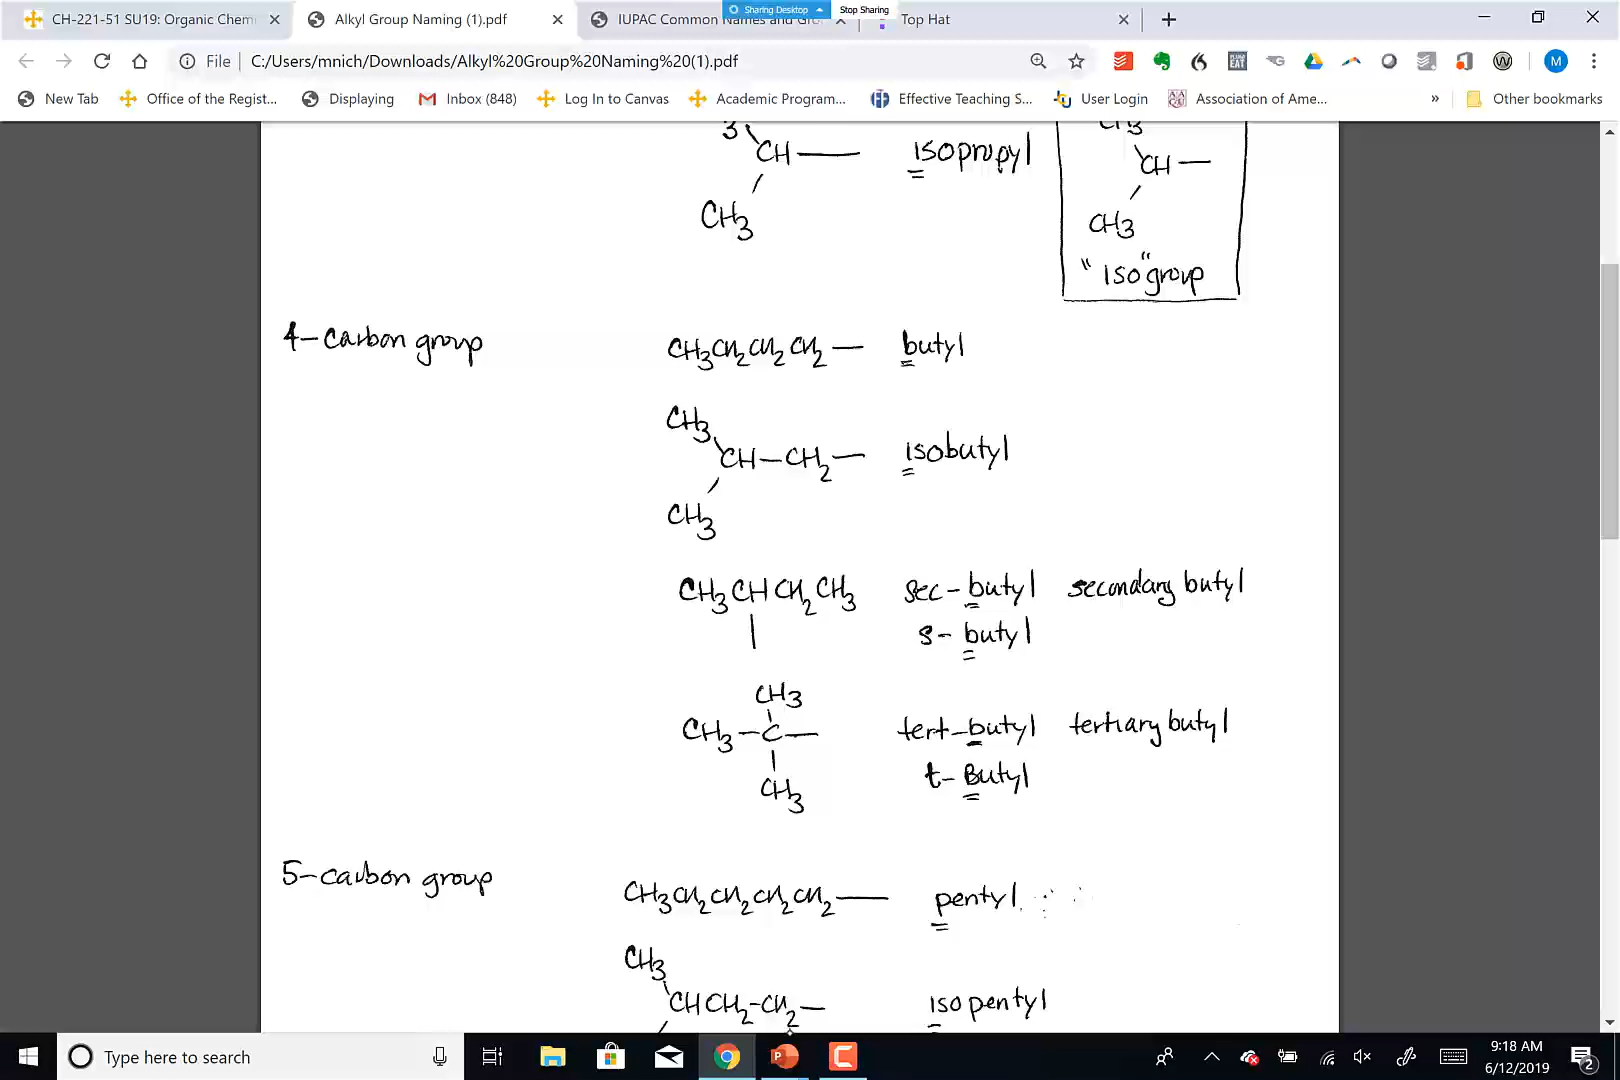 CH-221-51 SU19: Organic Chem
Alkyl Group Naming (1).pdf
IUPAC Common Names and Gro
Sharing Desktop
Stop Sharing
Top Hat
File
C:/Users/mnich/Downloads/Alkyl%20Group%20Naming%20(1).pdf
M
New Tab
Office of the Regist...
Displaying
Inbox (848)
Log In to Canvas
Academic Program...
Effective Teaching S...
User Login
Association of Ame...
»
Other bookmarks
3
CH—
isopropyl
CH3
CH3
CH—
CH3
"iso" group
4-carbon group
CH3CH2CH2CH2— butyl
CH3
CH—CH2— isobutyl
CH3
CH3CHCH2CH3 sec-butyl secondary butyl
s-butyl
CH3
CH3—C— tert-butyl tertiary butyl
t-Butyl
CH3
5-carbon group
CH3CH2CH2CH2CH2— pentyl
CH3
CHCH2-CH2— isopentyl
Type here to search
9:18 AM
6/12/2019
2